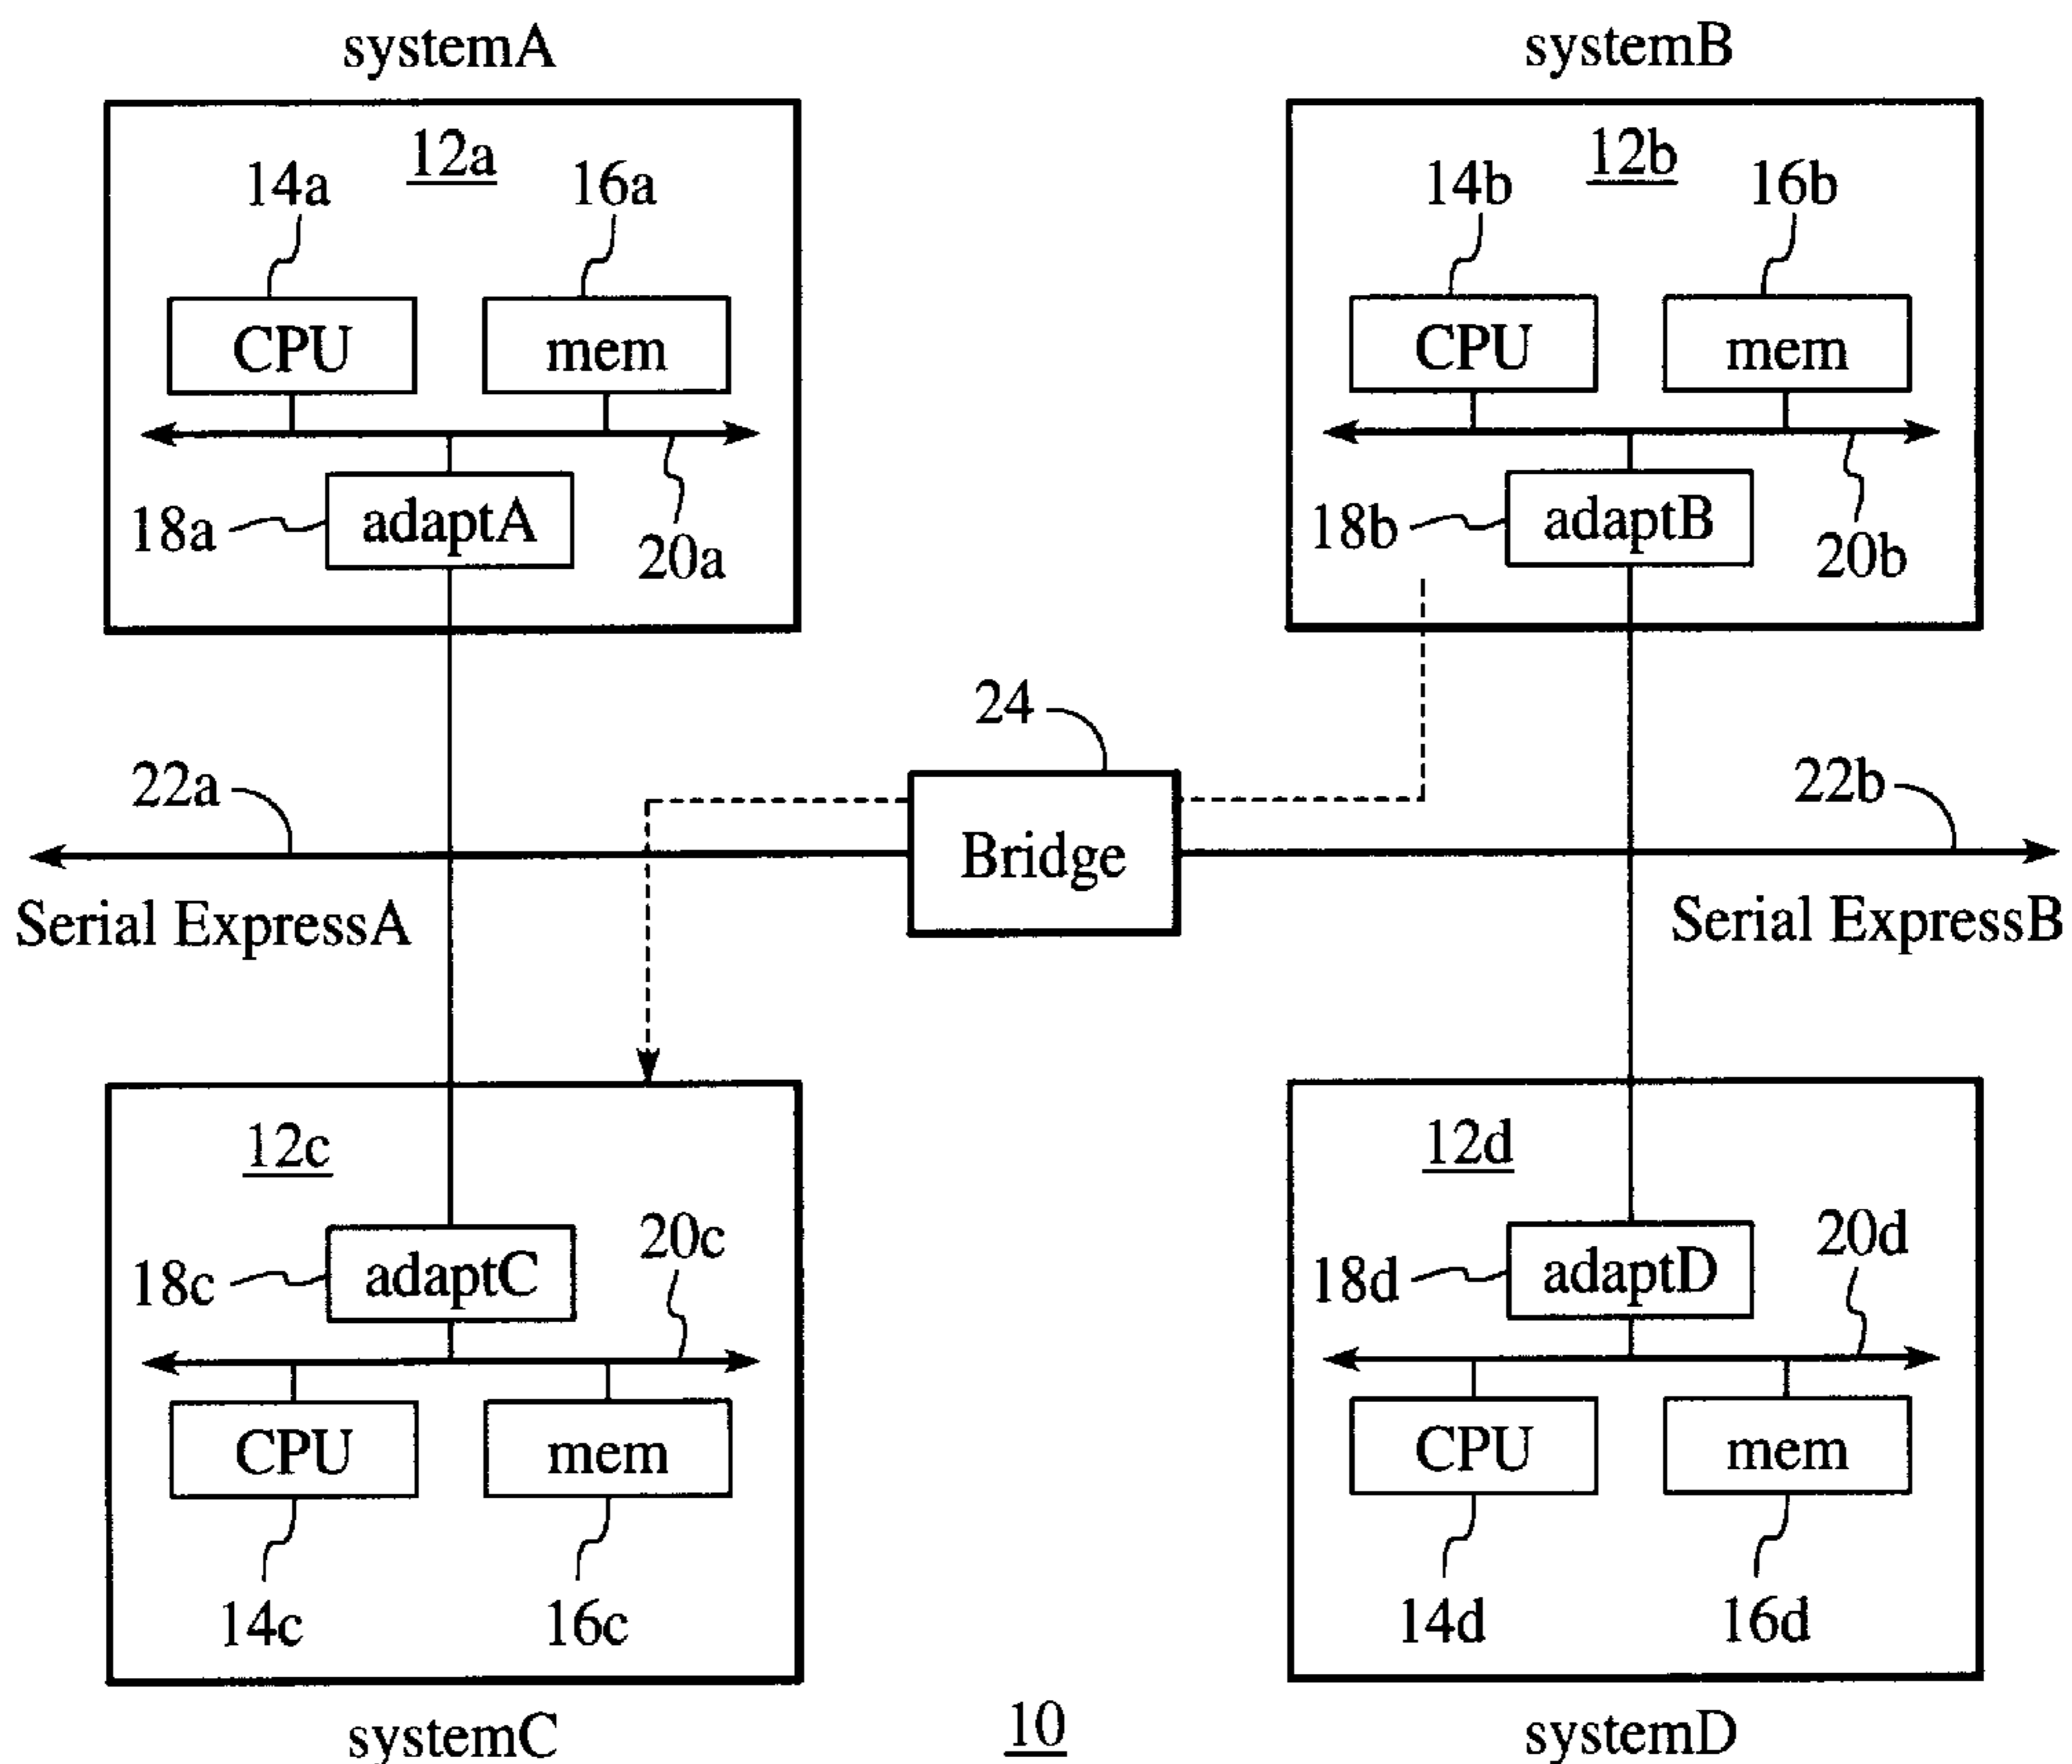 systemA
systemB
12a
14a
16a
CPU
mem
18a
adaptA
20a
12b
14b
16b
CPU
mem
18b
adaptB
20b
24
22a
Bridge
22b
Serial ExpressA
Serial ExpressB
12c
18c
adaptC
20c
CPU
mem
14c
16c
12d
18d
adaptD
20d
CPU
mem
14d
16d
systemC
10
systemD